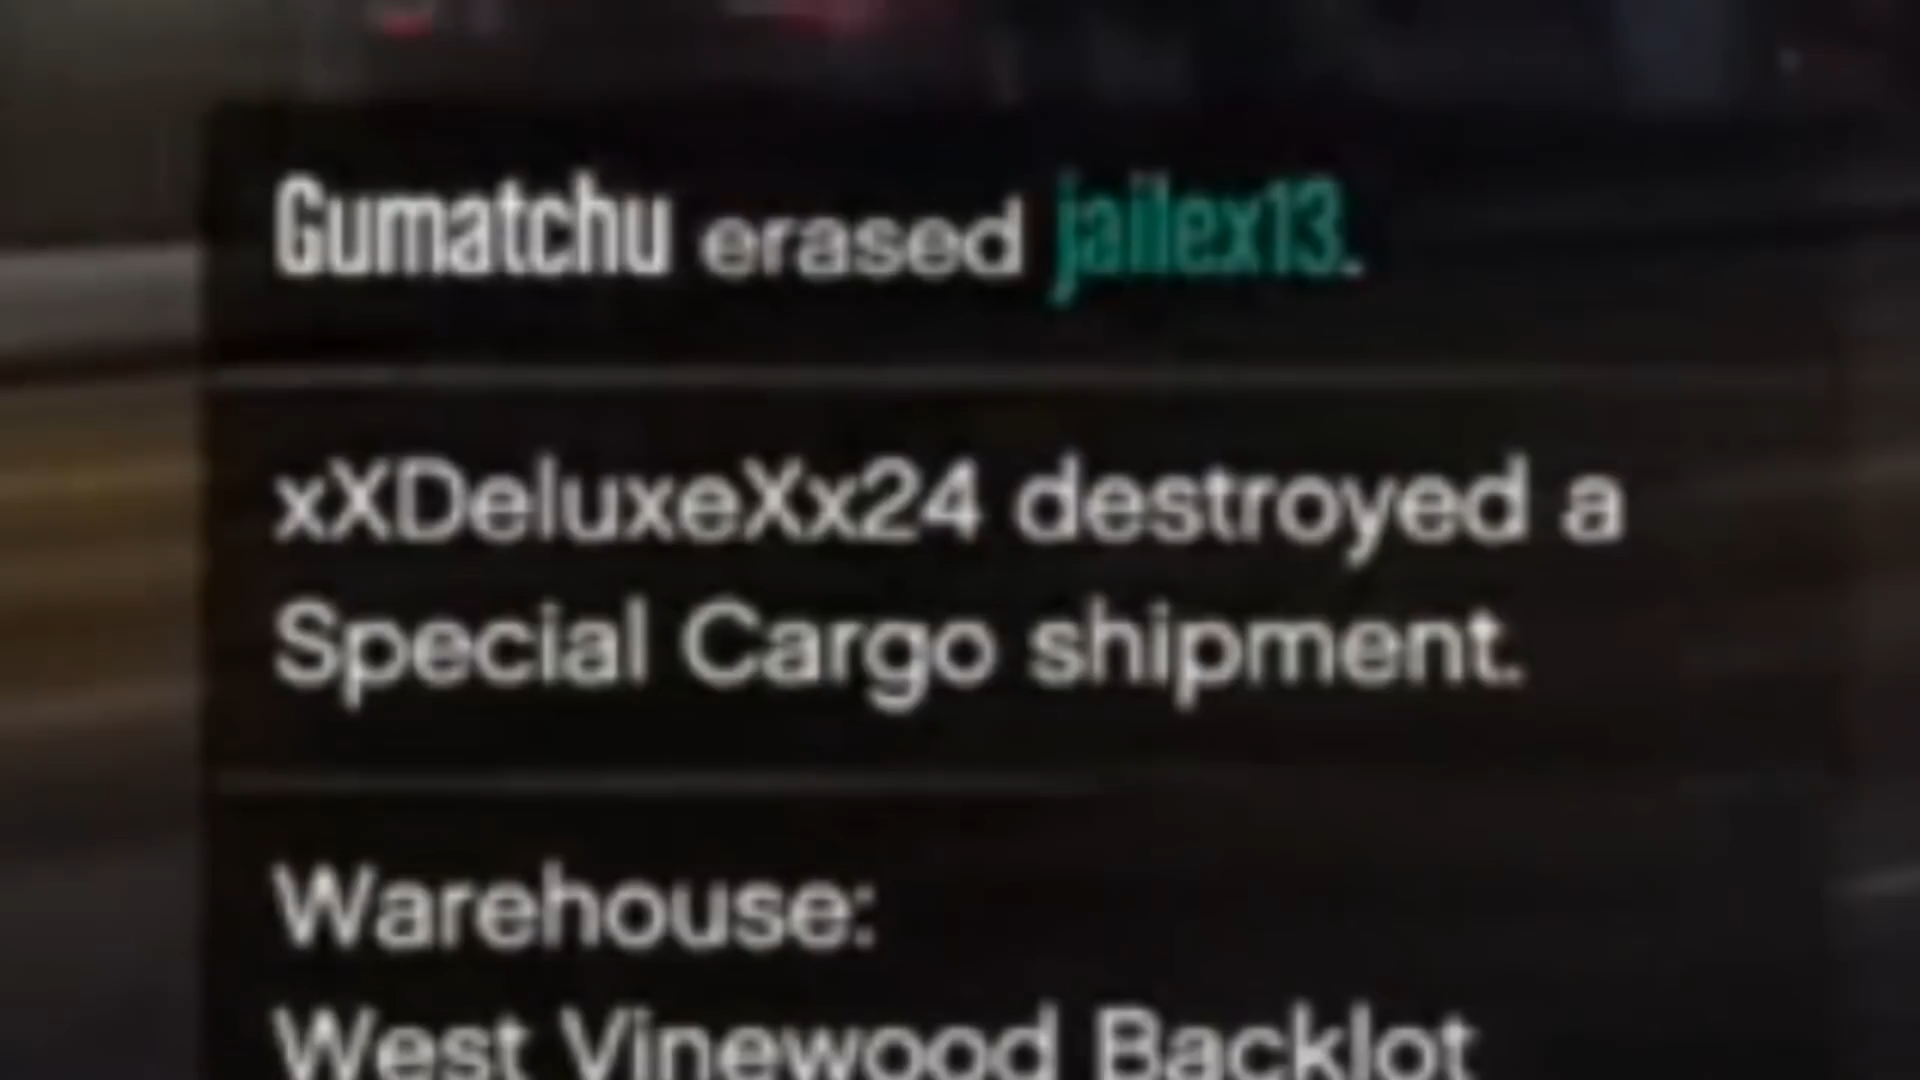 Gumatchu erased jailex13.
xXDeluxeXx24 destroyed a
Special Cargo shipment.
Warehouse:
West Vinewood Backlot